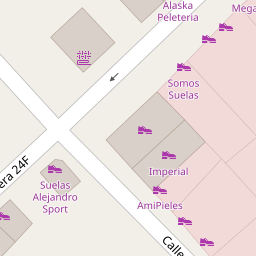 Alaska
Peletería
Mega
Somos
Suelas
Imperial
AmiPieles
Suelas
Alejandro
Sport
era 24F
Calle